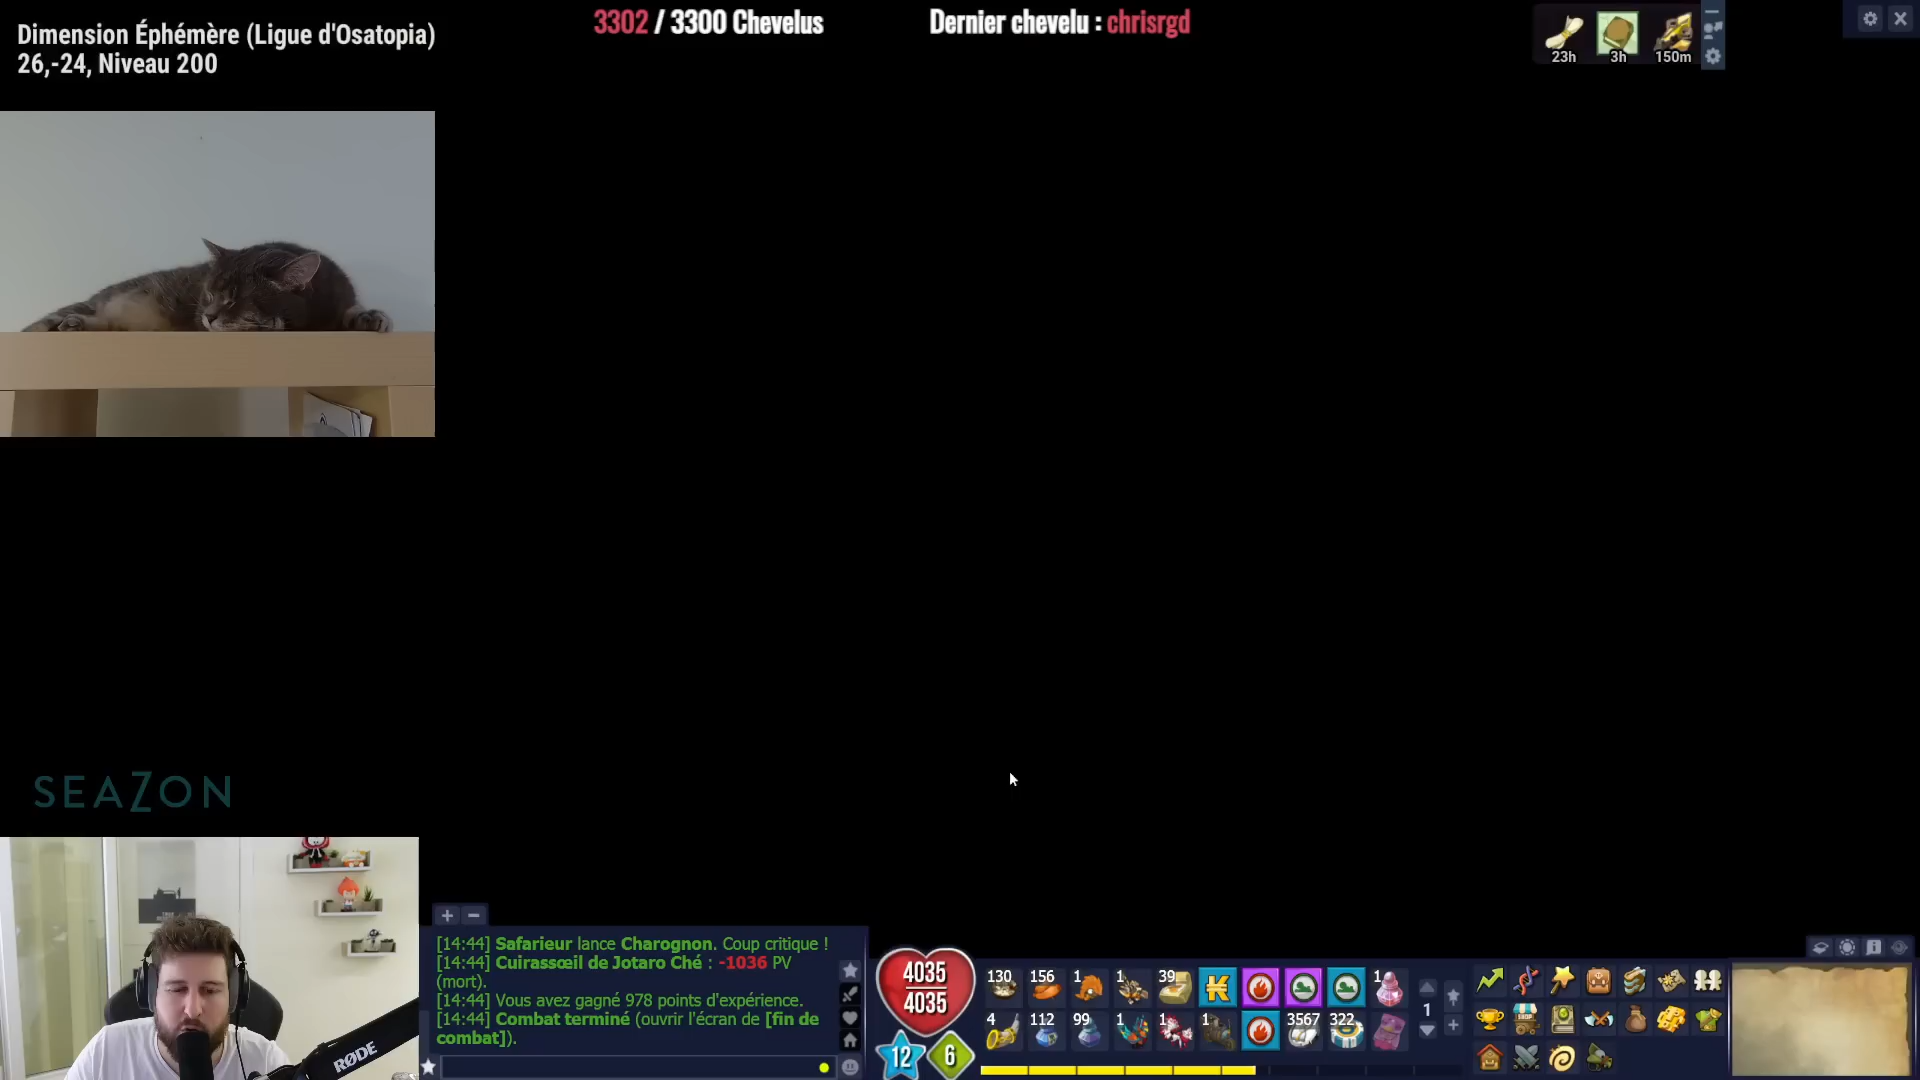 Dimension Éphémère (Ligue d'Osatopia)
26,-24, Niveau 200
3302 / 3300 Chevelus
Dernier chevelu : chrisrgd
23h
3h
150m
SEAZON
RØDE
[14:44] Safarieur lance Charognon. Coup critique !
[14:44] Cuirassœil de Jotaro Ché : -1036 PV
(mort).
[14:44] Vous avez gagné 978 points d'expérience.
[14:44] Combat terminé (ouvrir l'écran de [fin de
combat]).
4035
4035
12
6
130 156 1 1 39 1
4 112 99 1 1 1 3567 322
1
SHOP